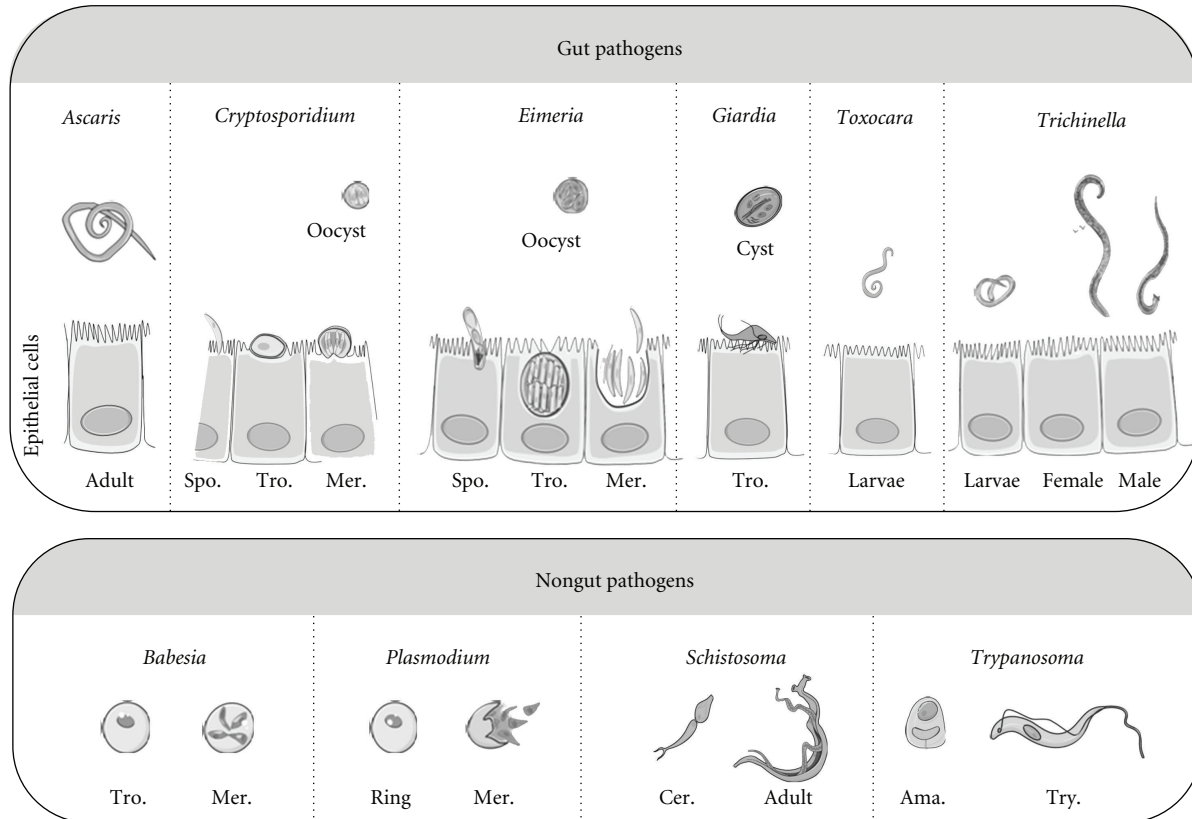 Gut pathogens
Ascaris Cryptosporidium Eimeria Giardia Toxocara Trichinella
Oocyst Oocyst Cyst
Epithelial cells
Adult Spo. Tro. Mer. Spo. Tro. Mer. Tro. Larvae Larvae Female Male
Nongut pathogens
Babesia Plasmodium Schistosoma Trypanosoma
Tro. Mer. Ring Mer. Cer. Adult Ama. Try.